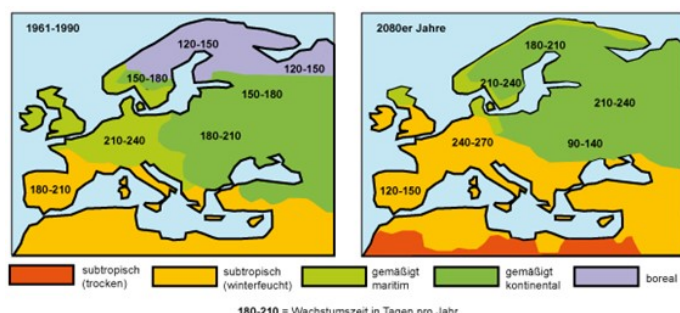 1961-1990
120-150
120-150
150-180
150-180
210-240
180-210
180-210
2080er Jahre
180-210
210-240
210-240
240-270
90-140
120-150
subtropisch
(trocken)
subtropisch
(winterfeucht)
gemäßigt
maritim
gemäßigt
kontinental
boreal
180-210 = Wachstumszeit in Tagen pro Jahr